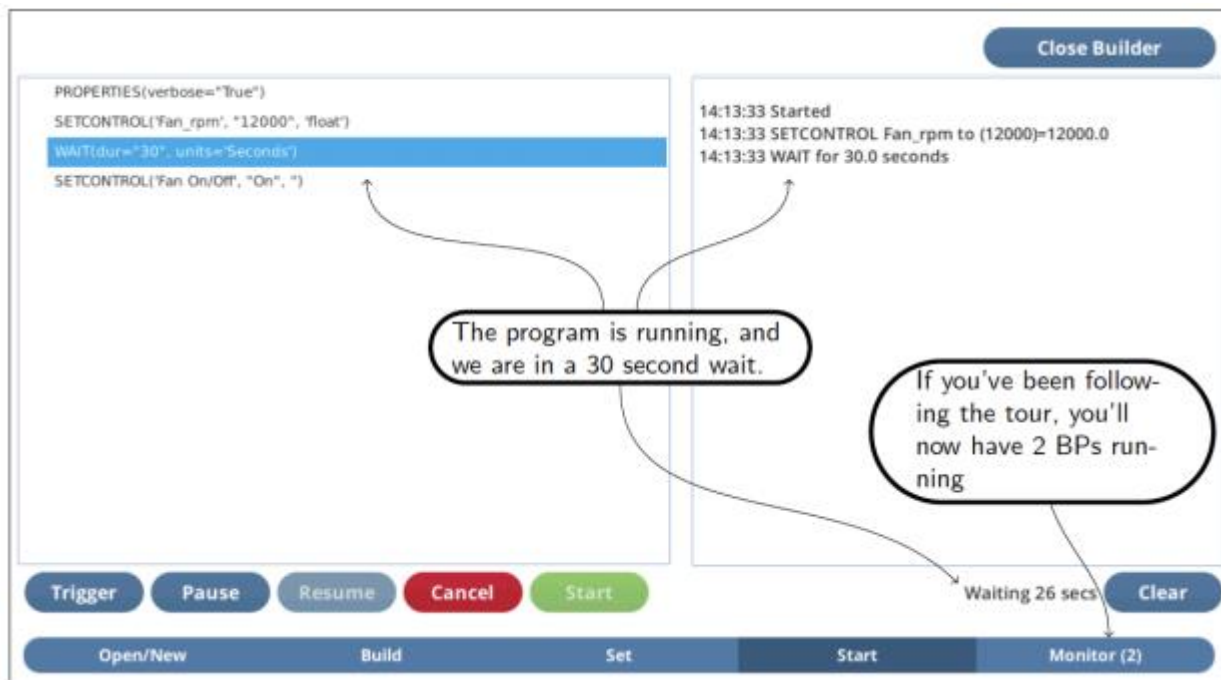 Close Builder
PROPERTIES(verbose="True")
SETCONTROL('Fan_rpm', "12000", 'float')
WAIT(dur="30", units='Seconds')
SETCONTROL('Fan On/Off', "On", '')
14:13:33 Started
14:13:33 SETCONTROL Fan_rpm to (12000)=12000.0
14:13:33 WAIT for 30.0 seconds
The program is running, and
we are in a 30 second wait.
If you've been follow-
ing the tour, you'll
now have 2 BPs run-
ning
Trigger
Pause
Resume
Cancel
Start
Waiting 26 secs
Clear
Open/New
Build
Set
Start
Monitor (2)